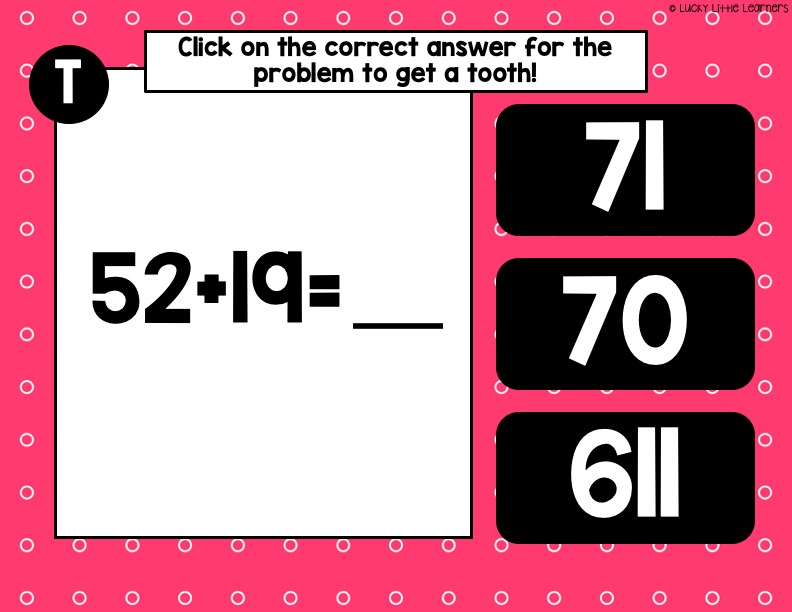 © Lucky Little Learners
Click on the correct answer for the
problem to get a tooth!
T
52+19= ___
71
70
611